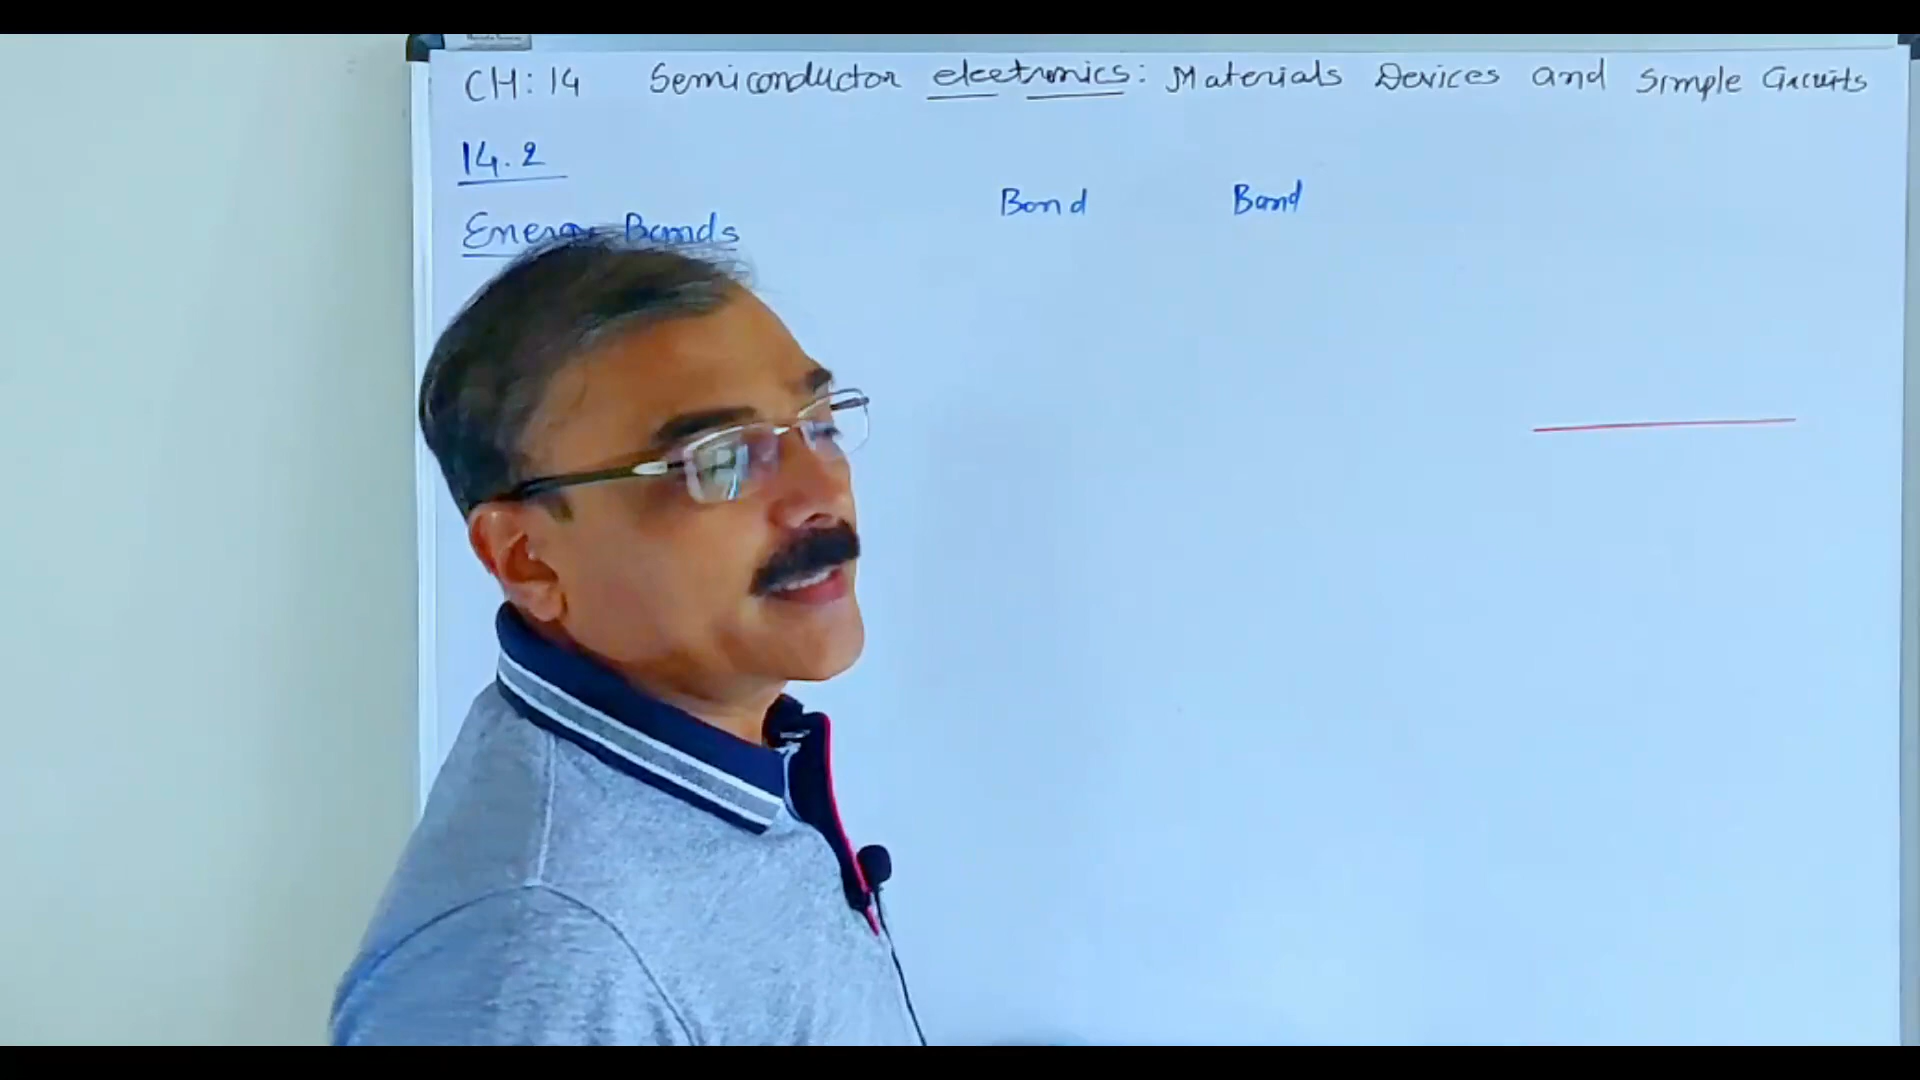 CH: 14 Semiconductor electronics: Materials Devices and Simple Circuits
14.2
Bond Band
Energy Bands